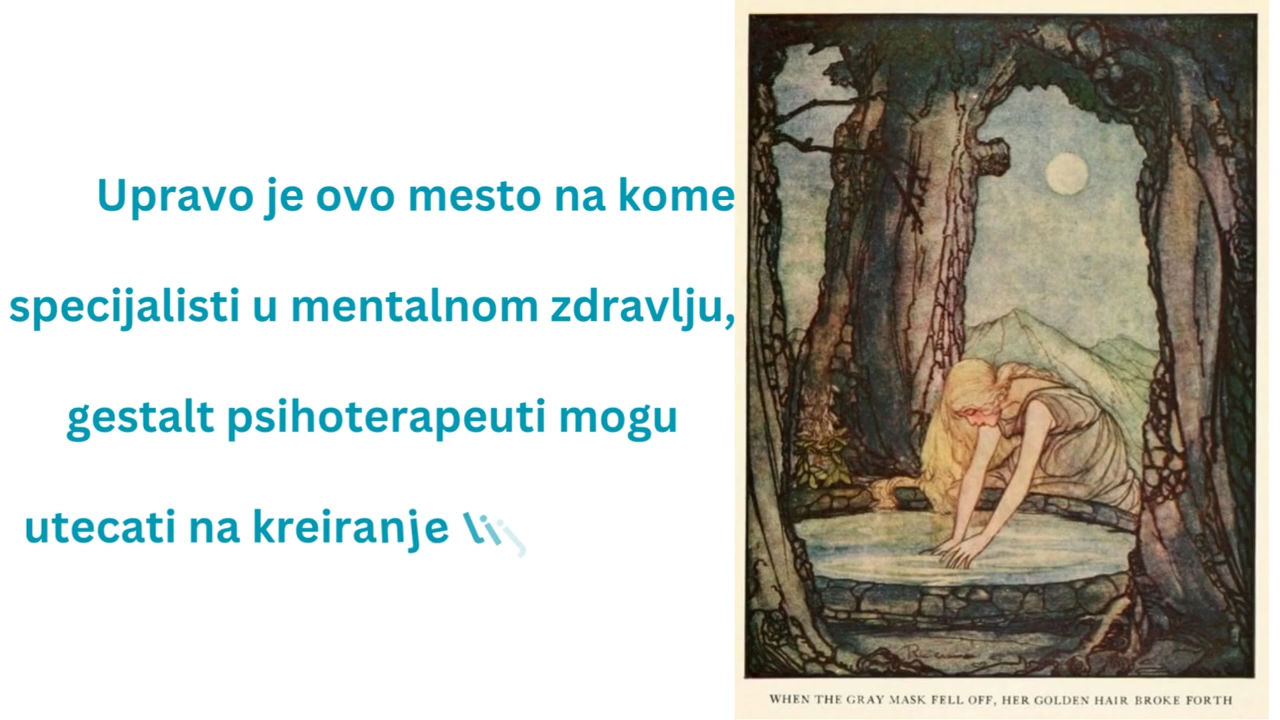 Upravo je ovo mesto na kome
specijalisti u mentalnom zdravlju,
gestalt psihoterapeuti mogu
utecati na kreiranje lij
WHEN THE GRAY MASK FELL OFF, HER GOLDEN HAIR BROKE FORTH